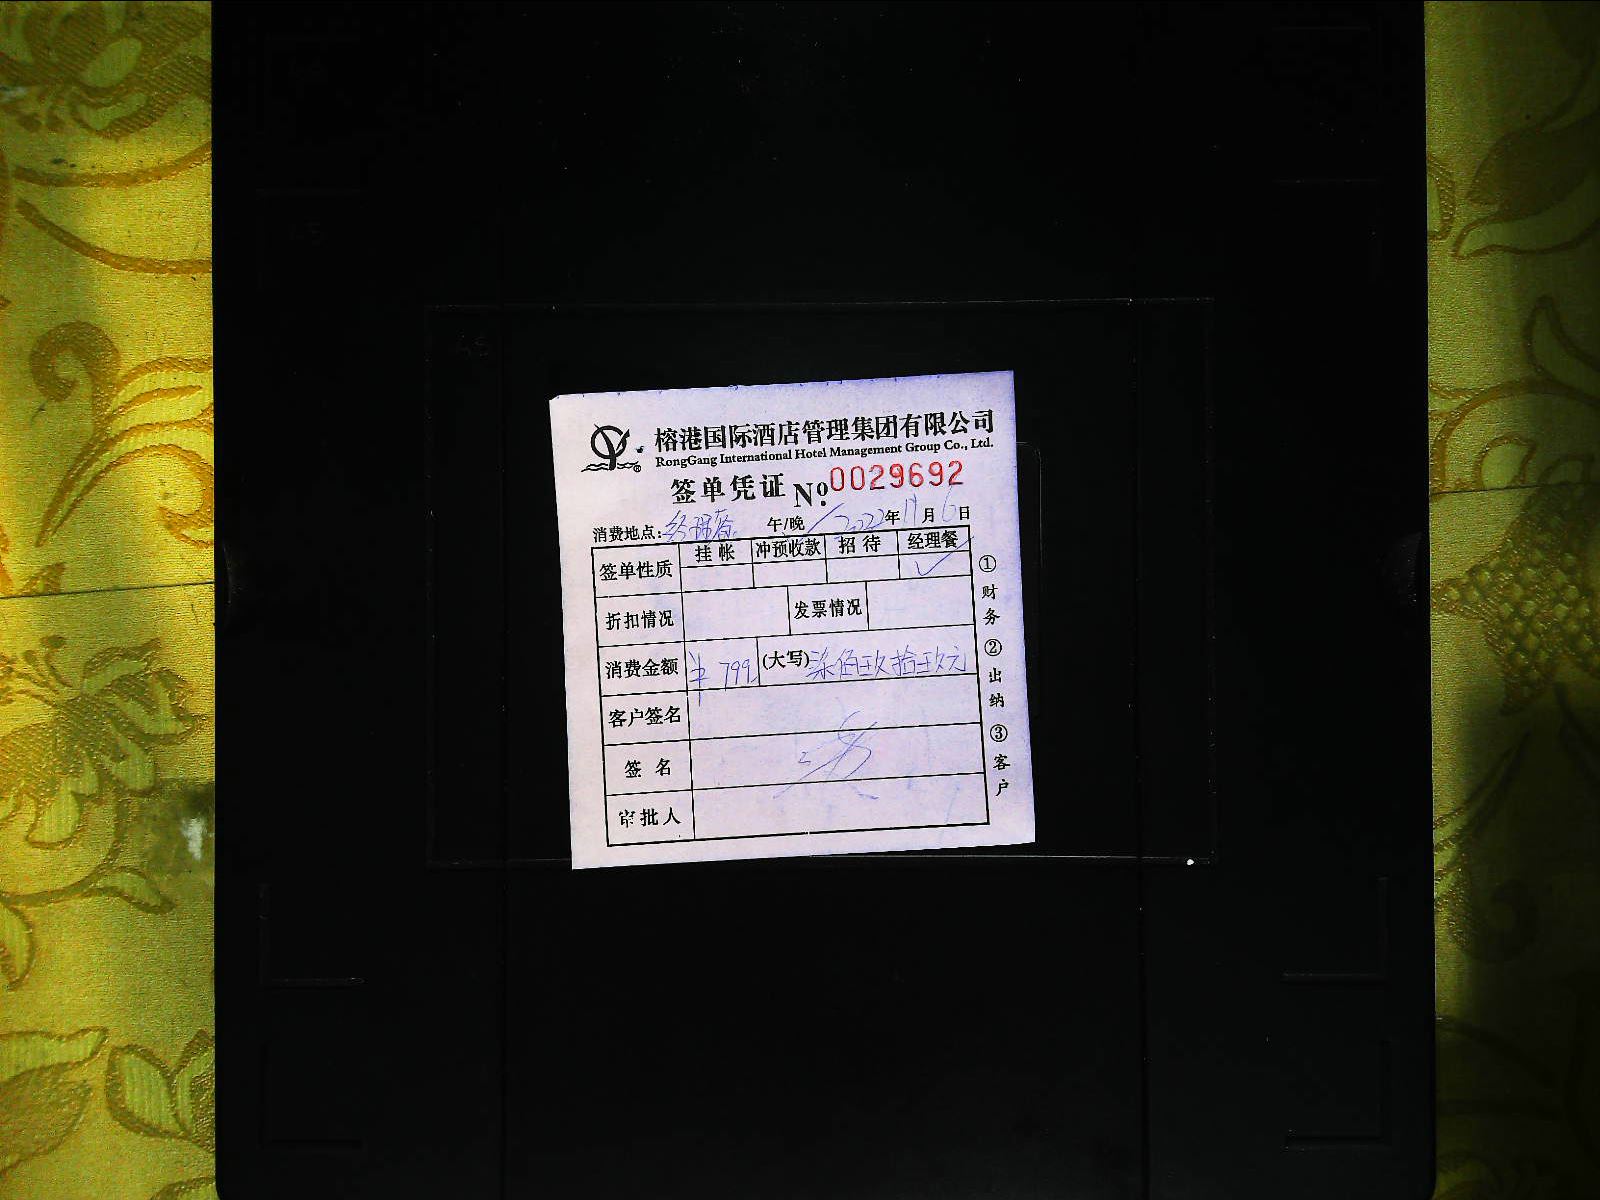 榕港国际酒店管理集团有限公司
RongGang International Hotel Management Group Co., Ltd.
签单凭证 №0029692
消费地点: 经理餐 午/晚 2022年11月6日
签单性质 挂帐 冲预收款 招待 经理餐 ✓
折扣情况 发票情况
消费金额 ¥799 (大写)柒佰玖拾玖元
客户签名
签名
审批人
①财务 ②出纳 ③客户